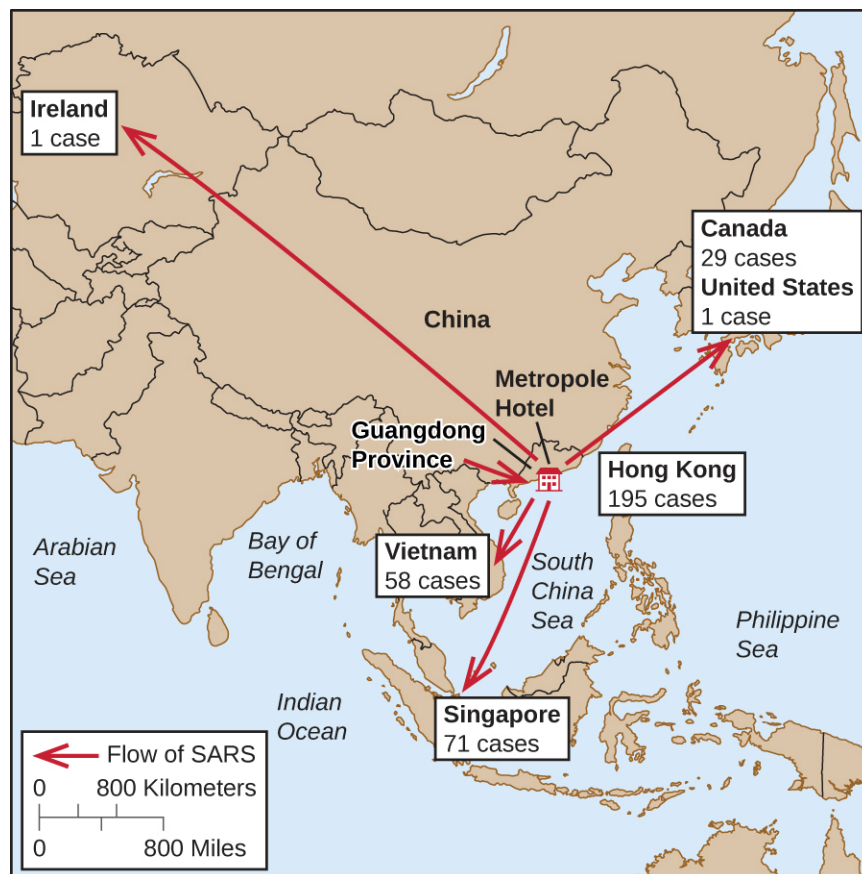 Ireland
1 case
Canada
29 cases
United States
1 case
China
Metropole
Hotel
Guangdong
Province
Hong Kong
195 cases
Arabian
Sea
Bay of
Bengal
Vietnam
58 cases
South
China
Sea
Philippine
Sea
Indian
Ocean
Singapore
71 cases
Flow of SARS
0 800 Kilometers
0 800 Miles